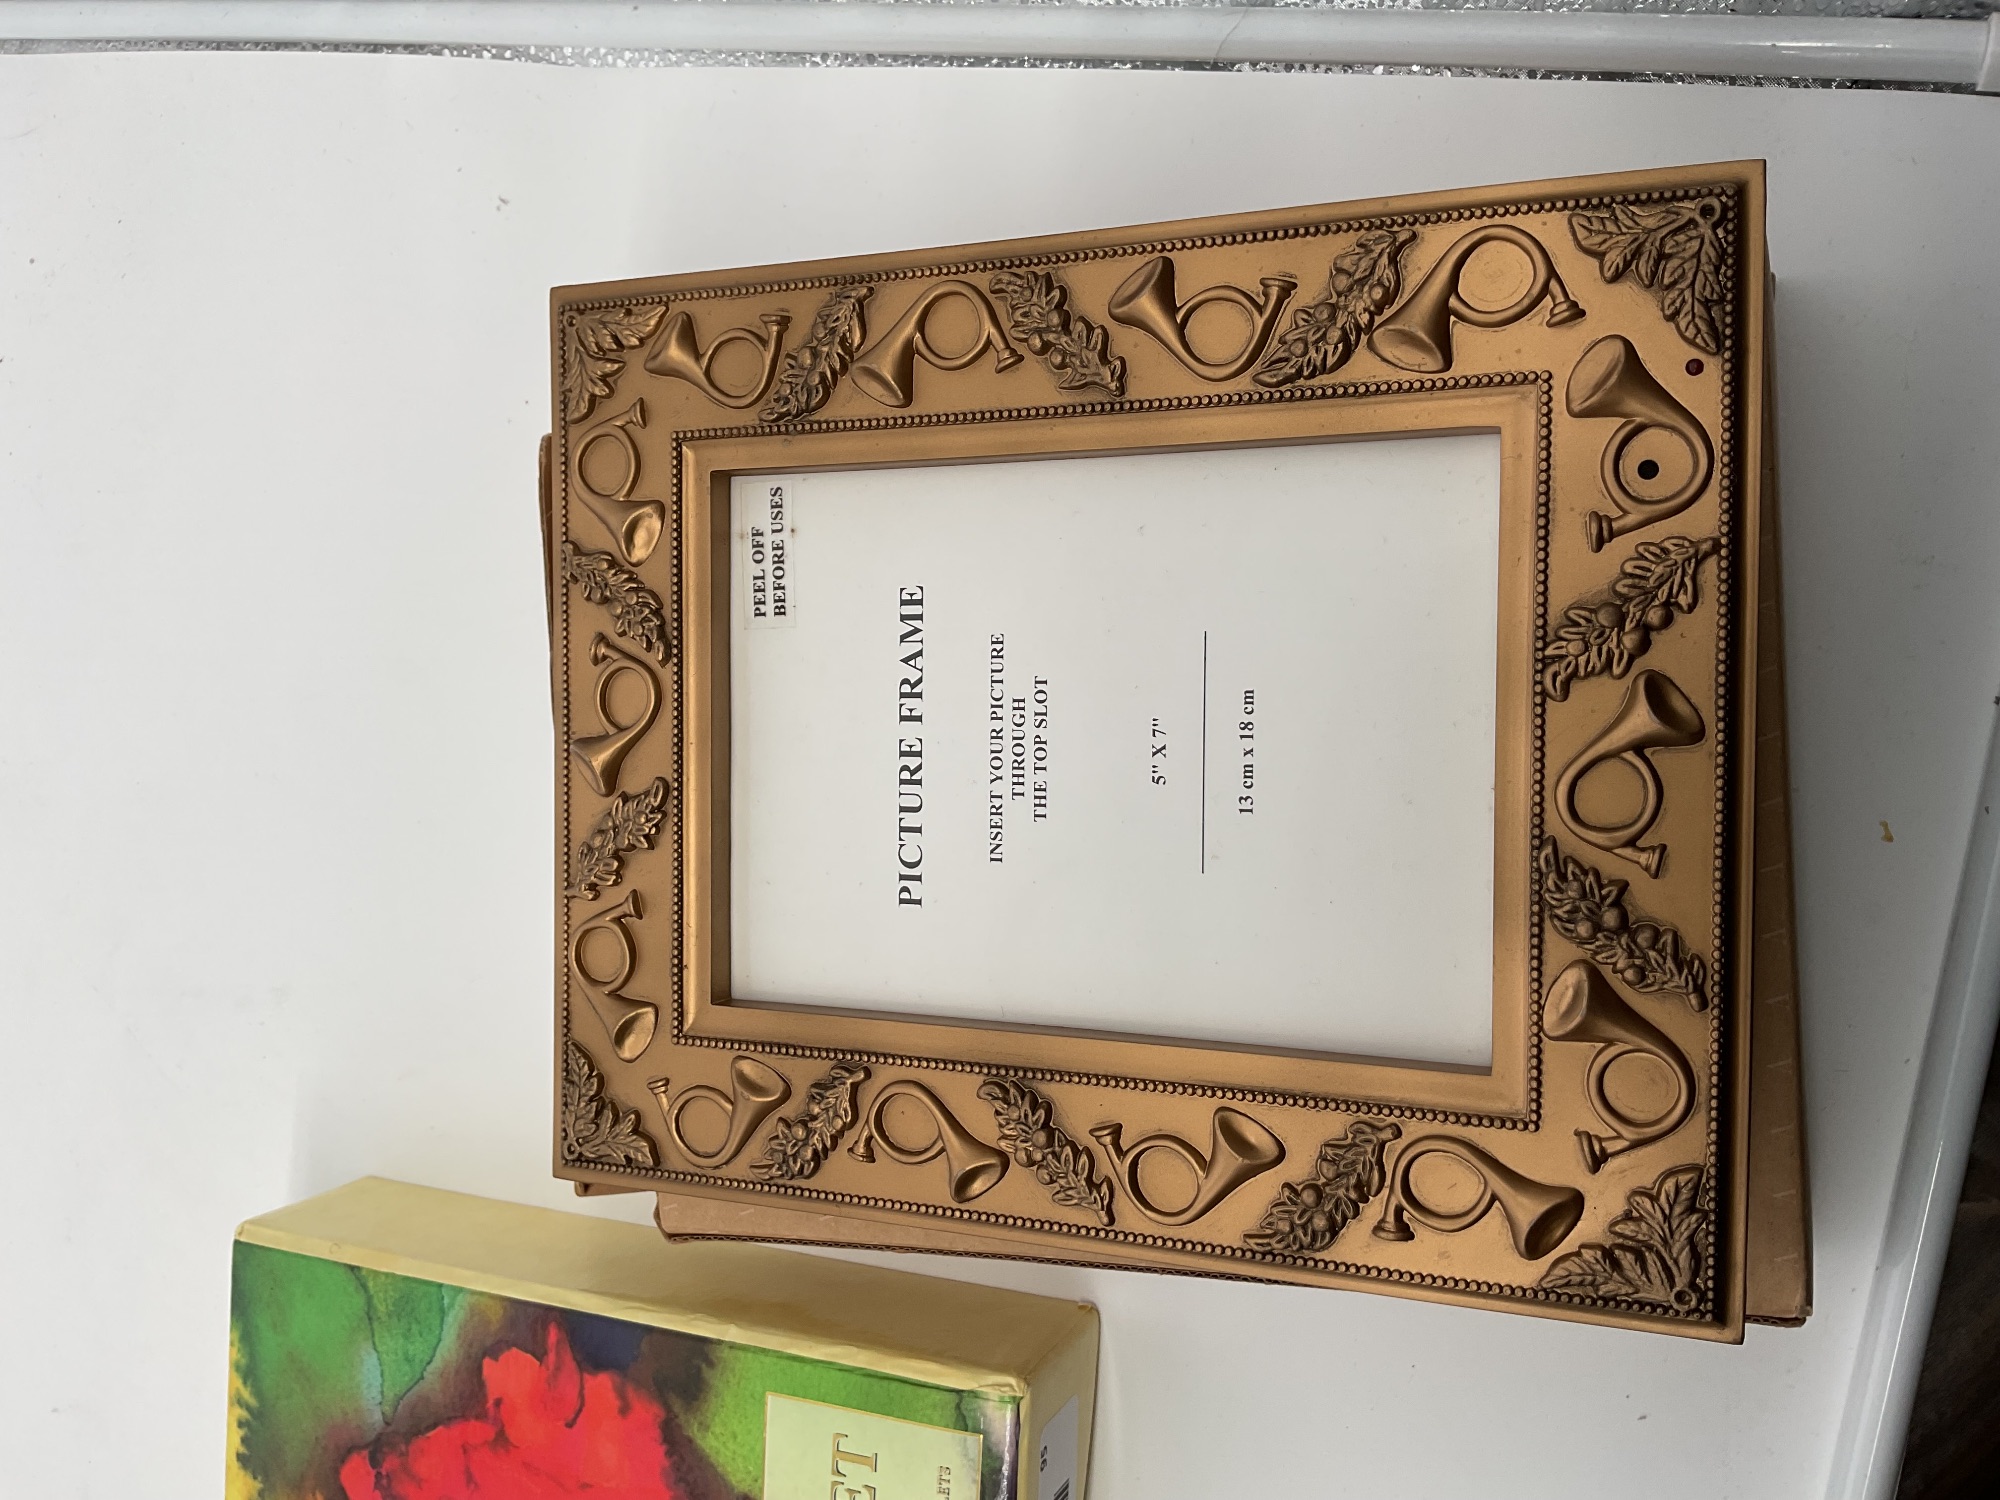 PEEL OFF
BEFORE USES
PICTURE FRAME
INSERT YOUR PICTURE
THROUGH
THE TOP SLOT
5" X 7"
13 cm x 18 cm
95